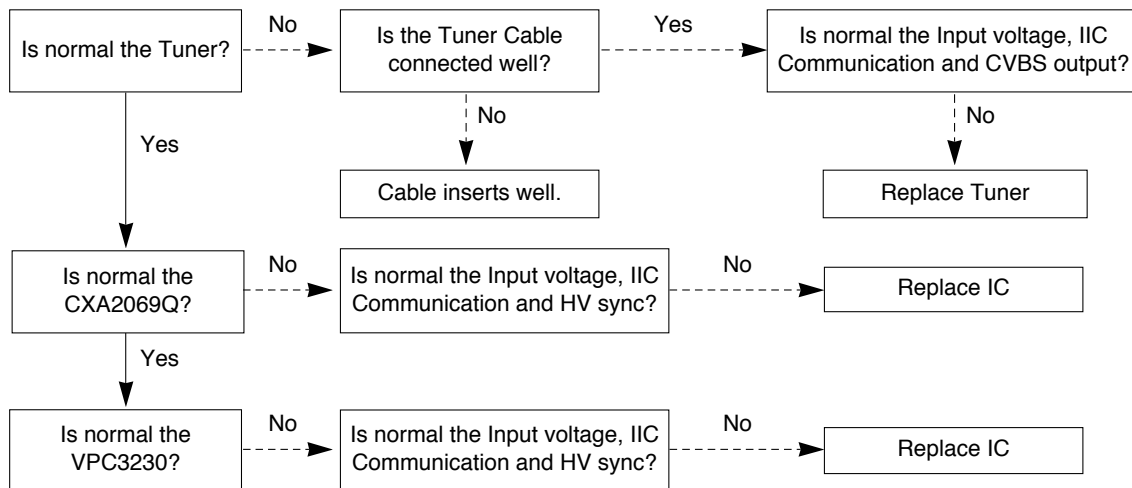 Is normal the Tuner?
No
Is the Tuner Cable
connected well?
Yes
Is normal the Input voltage, IIC
Communication and CVBS output?
Yes
No
No
Cable inserts well.
Replace Tuner
Is normal the
CXA2069Q?
No
Is normal the Input voltage, IIC
Communication and HV sync?
No
Replace IC
Yes
Is normal the
VPC3230?
No
Is normal the Input voltage, IIC
Communication and HV sync?
No
Replace IC